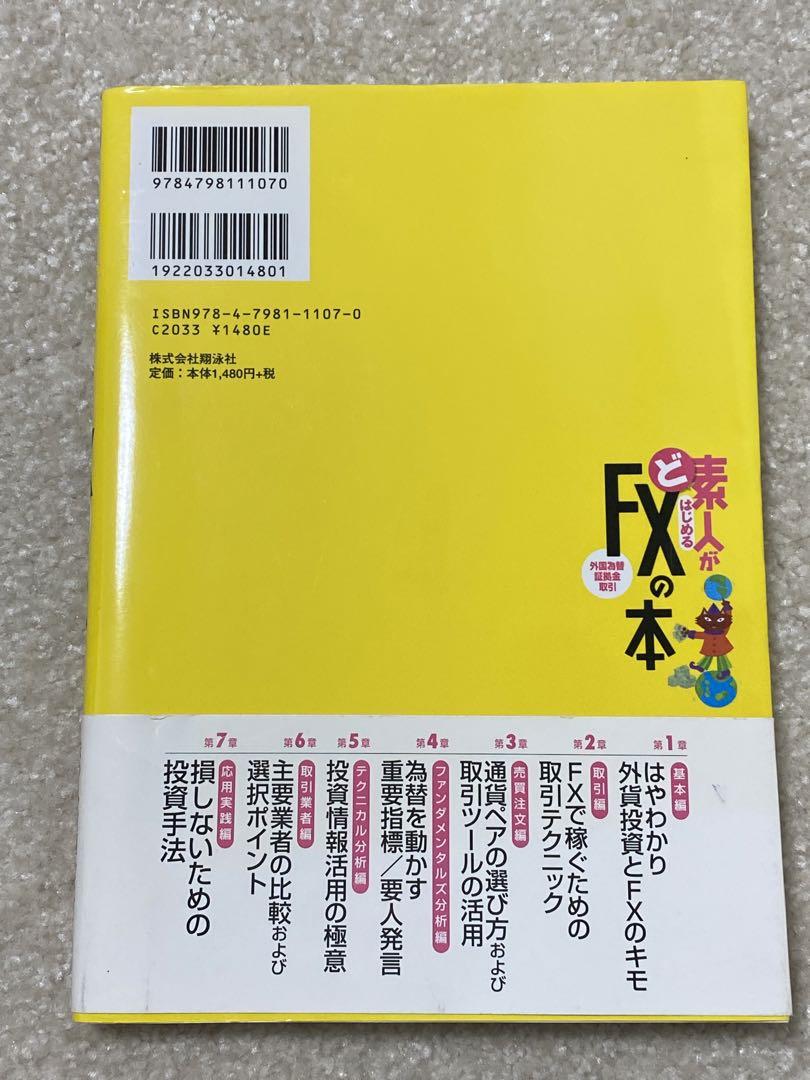 9784798111070
1922033014801
ISBN978-4-7981-1107-0
C2033 ¥1480E
株式会社翔泳社
定価：本体1,480円+税
ど素人が
はじめる
FXの本
外国為替
証拠金
取引
第1章
基本編
はやわかり
外貨投資とFXのキモ
第2章
取引編
FXで稼ぐための
取引テクニック
第3章
売買注文編
通貨ペアの選び方および
取引ツールの活用
第4章
ファンダメンタルズ分析編
為替を動かす
重要指標/要人発言
第5章
テクニカル分析編
投資情報活用の極意
第6章
取引業者編
主要業者の比較および
選択ポイント
第7章
応用実践編
損しないための
投資手法